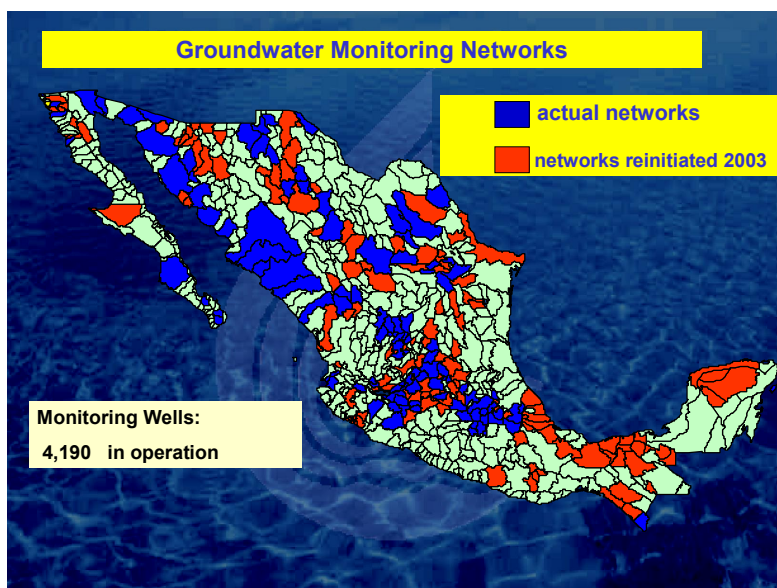 Groundwater Monitoring Networks
actual networks
networks reinitiated 2003
Monitoring Wells:
4,190 in operation